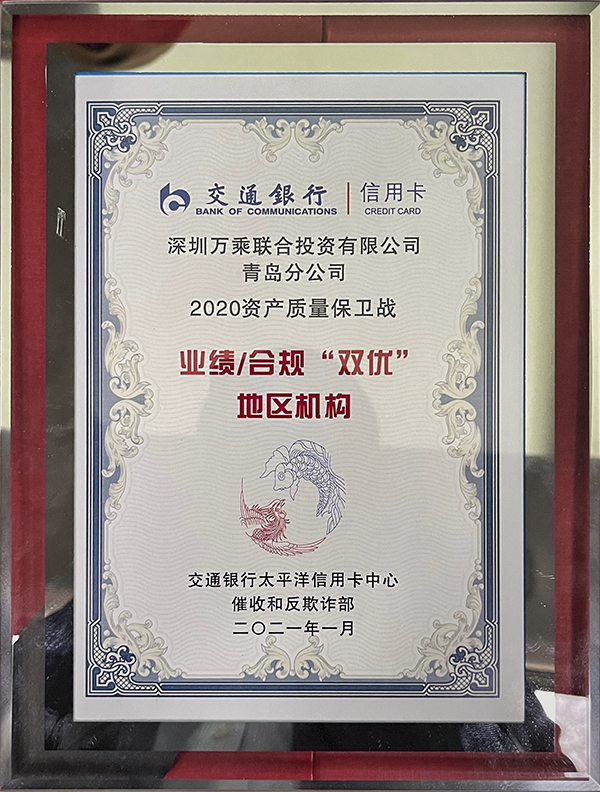 交通銀行 信用卡
BANK OF COMMUNICATIONS CREDIT CARD
深圳万乘联合投资有限公司
青岛分公司
2020资产质量保卫战
业绩/合规“双优”
地区机构
交通银行太平洋信用卡中心
催收和反欺诈部
二〇二一年一月